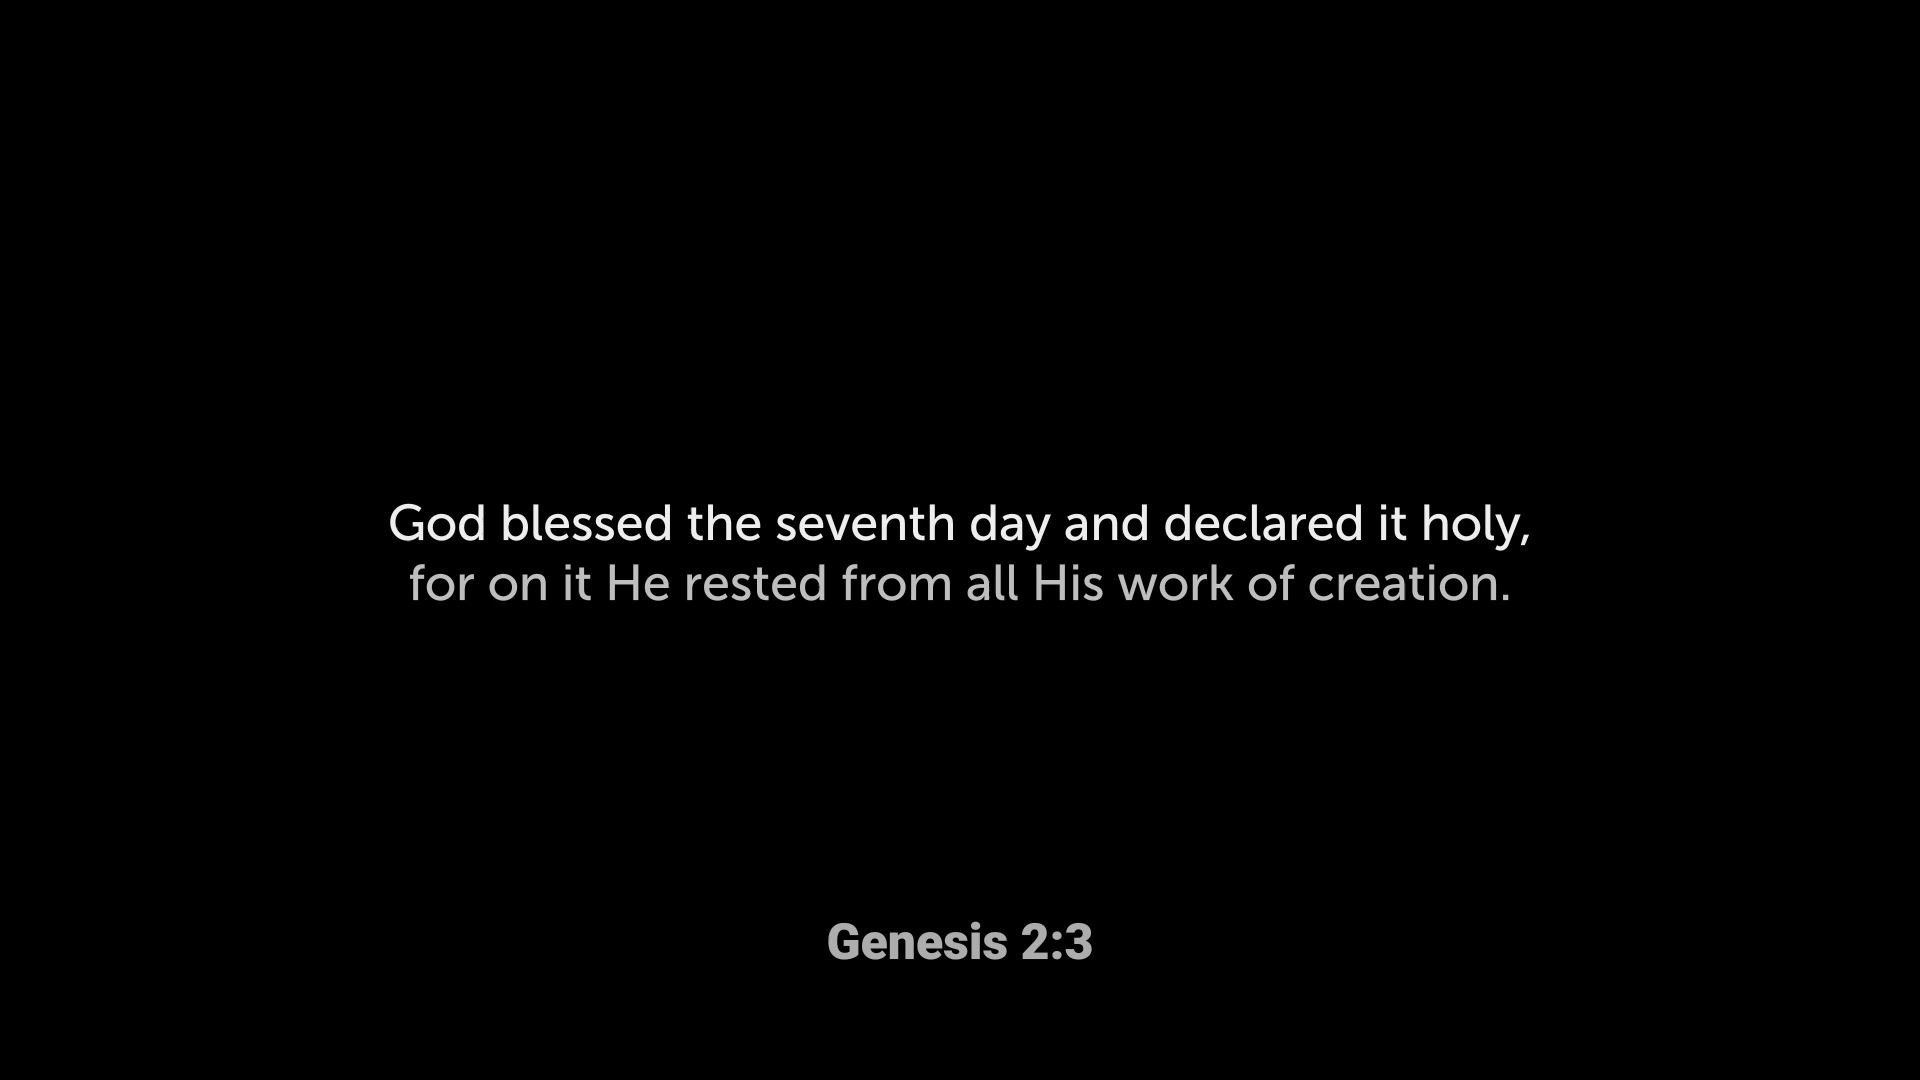 God blessed the seventh day and declared it holy,
for on it He rested from all His work of creation.
Genesis 2:3